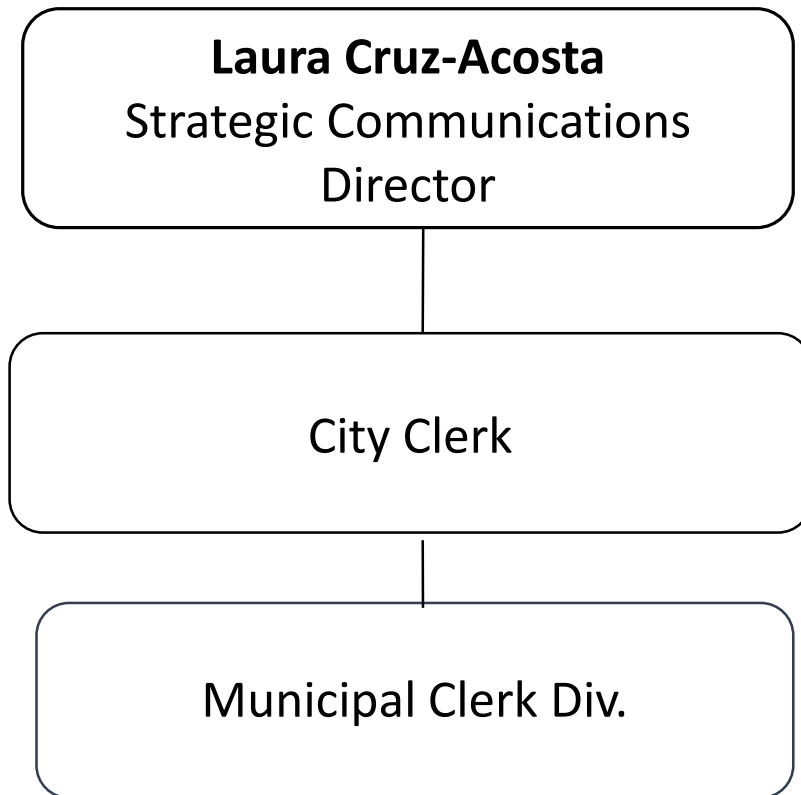 Laura Cruz-Acosta
Strategic Communications
Director
City Clerk
Municipal Clerk Div.